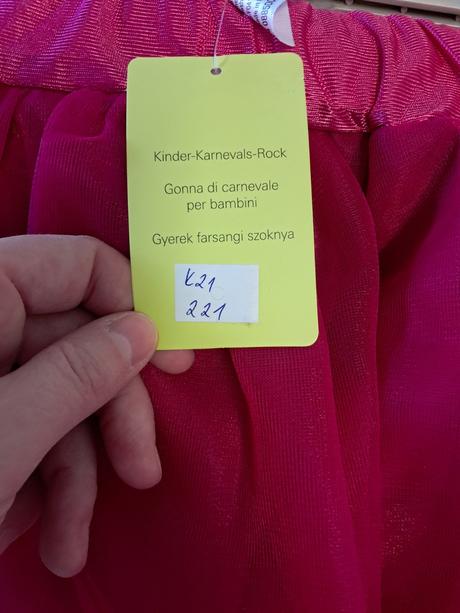 Kinder-Karnevals-Rock
Gonna di carnevale
per bambini
Gyerek farsangi szoknya
K21
221